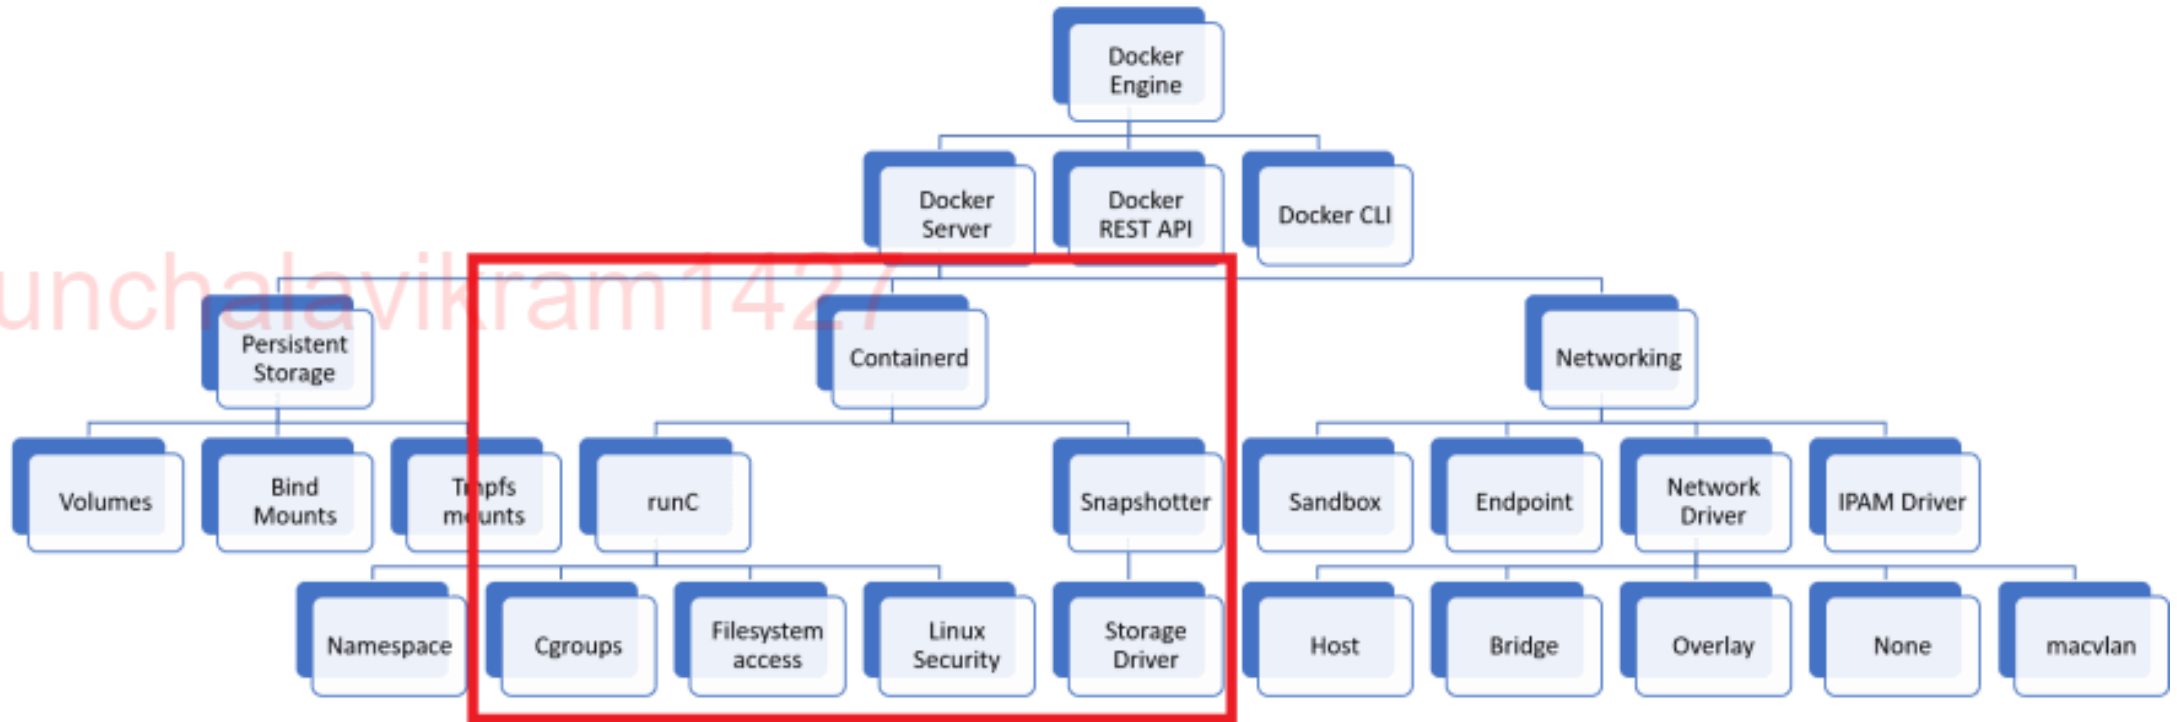 Docker
Engine
Docker
Server
Docker
REST API
Docker CLI
unchalavikram1427
Persistent
Storage
Containerd
Networking
Volumes
Bind
Mounts
Tmpfs
mounts
runC
Snapshotter
Sandbox
Endpoint
Network
Driver
IPAM Driver
Namespace
Cgroups
Filesystem
access
Linux
Security
Storage
Driver
Host
Bridge
Overlay
None
macvlan